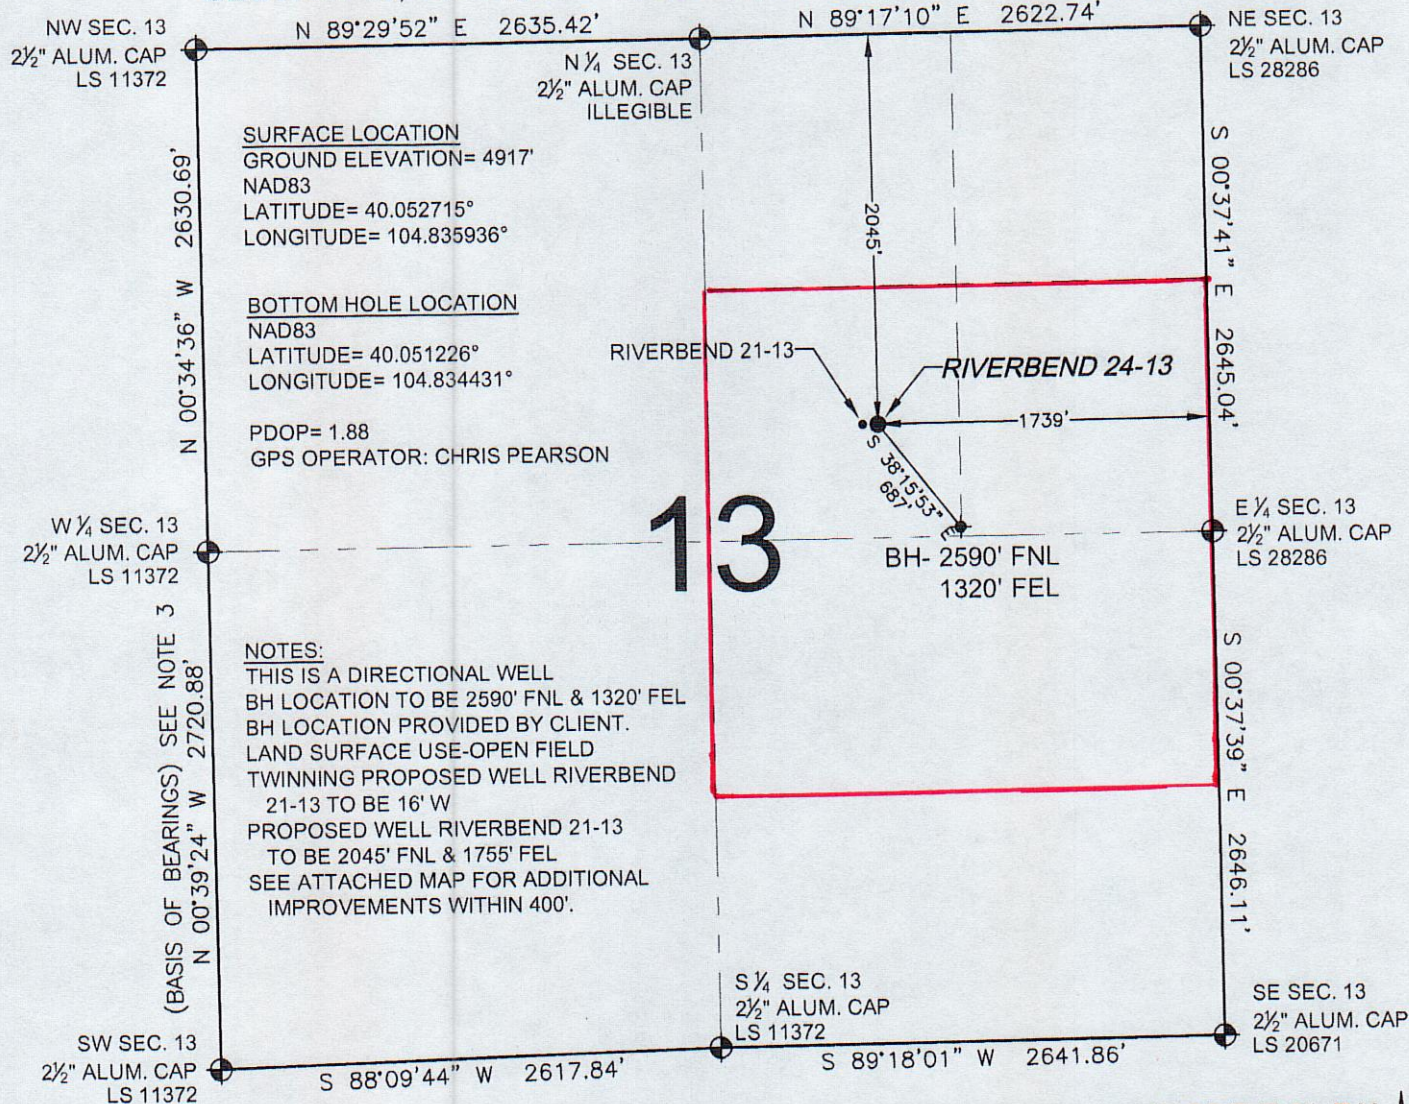 NW SEC. 13
2½" ALUM. CAP
LS 11372
N 89°29'52" E 2635.42'
N ¼ SEC. 13
2½" ALUM. CAP
ILLEGIBLE
N 89°17'10" E 2622.74'
NE SEC. 13
2½" ALUM. CAP
LS 28286
SURFACE LOCATION
GROUND ELEVATION= 4917'
NAD83
LATITUDE= 40.052715°
LONGITUDE= 104.835936°
BOTTOM HOLE LOCATION
NAD83
LATITUDE= 40.051226°
LONGITUDE= 104.834431°
PDOP= 1.88
GPS OPERATOR: CHRIS PEARSON
N 00°34'36" W 2630.69'
2045'
S 00°37'41" E 2645.04'
RIVERBEND 21-13
RIVERBEND 24-13
1739'
S 38°15'53" E
687'
W ¼ SEC. 13
2½" ALUM. CAP
LS 11372
13
BH- 2590' FNL
1320' FEL
E ¼ SEC. 13
2½" ALUM. CAP
LS 28286
(BASIS OF BEARINGS) SEE NOTE 3
N 00°39'24" W 2720.88'
NOTES:
THIS IS A DIRECTIONAL WELL
BH LOCATION TO BE 2590' FNL & 1320' FEL
BH LOCATION PROVIDED BY CLIENT.
LAND SURFACE USE-OPEN FIELD
TWINNING PROPOSED WELL RIVERBEND
21-13 TO BE 16' W
PROPOSED WELL RIVERBEND 21-13
TO BE 2045' FNL & 1755' FEL
SEE ATTACHED MAP FOR ADDITIONAL
IMPROVEMENTS WITHIN 400'.
S 00°37'39" E 2646.11'
SW SEC. 13
2½" ALUM. CAP
LS 11372
S 88°09'44" W 2617.84'
S ¼ SEC. 13
2½" ALUM. CAP
LS 11372
S 89°18'01" W 2641.86'
SE SEC. 13
2½" ALUM. CAP
LS 20671